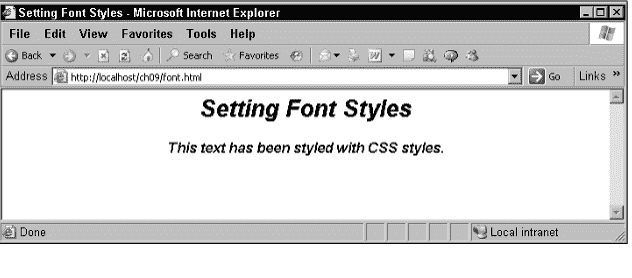 Setting Font Styles - Microsoft Internet Explorer
File Edit View Favorites Tools Help
Back Search Favorites
Address http://localhost/ch09/font.html Go Links »
Setting Font Styles
This text has been styled with CSS styles.
Done Local intranet